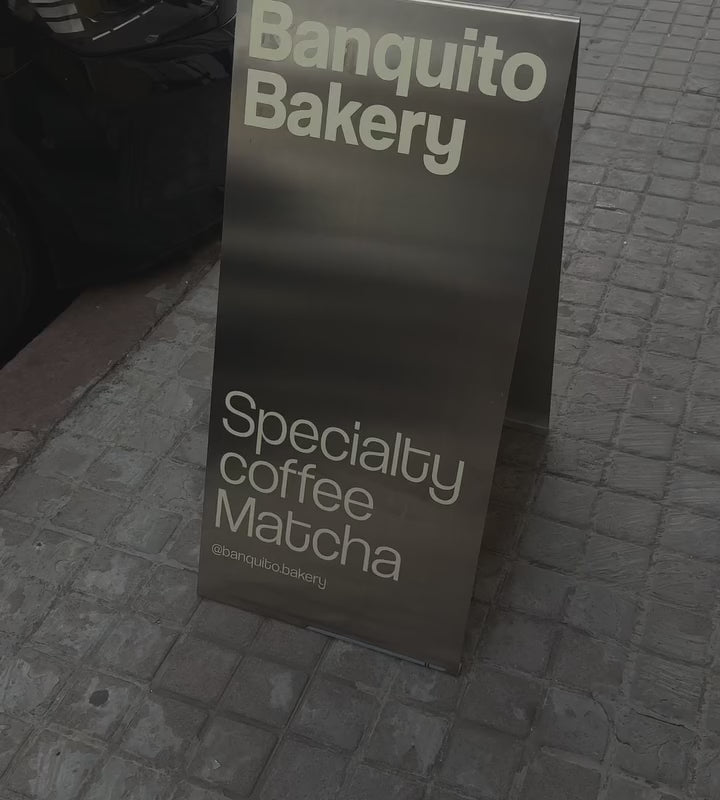 Banquito
Bakery
Specialty
coffee
Matcha
@banquito.bakery